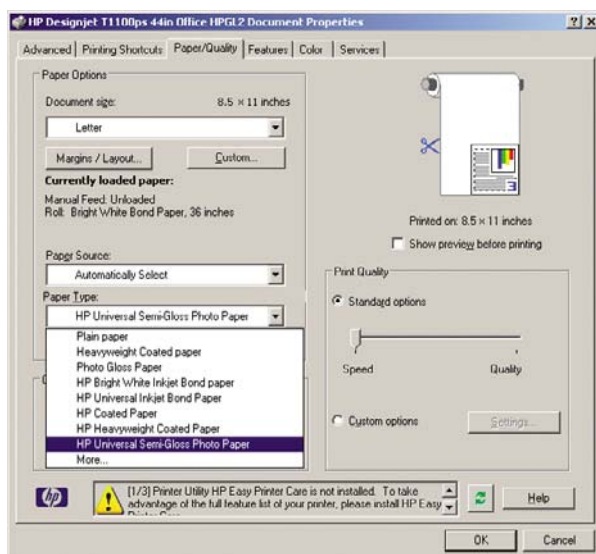 HP Designjet T1100ps 44in Office HPGL2 Document Properties
Advanced
Printing Shortcuts
Paper/Quality
Features
Color
Services
Paper Options
Document size:
8.5 × 11 inches
Letter
Margins / Layout...
Custom...
Currently loaded paper:
Manual Feed: Unloaded
Roll: Bright White Bond Paper, 36 inches
Paper Source:
Automatically Select
Paper Type:
HP Universal Semi-Gloss Photo Paper
Plain paper
Heavyweight Coated paper
Photo Gloss Paper
HP Bright White Inkjet Bond paper
HP Universal Inkjet Bond Paper
HP Coated Paper
HP Heavyweight Coated Paper
HP Universal Semi-Gloss Photo Paper
More...
3
Printed on: 8.5 × 11 inches
Show preview before printing
Print Quality
Standard options
Speed
Quality
Custom options
Settings...
hp
[1/3] Printer Utility HP Easy Printer Care is not installed. To take
advantage of the full feature list of your printer, please install HP Easy
Printer Care
Help
OK
Cancel